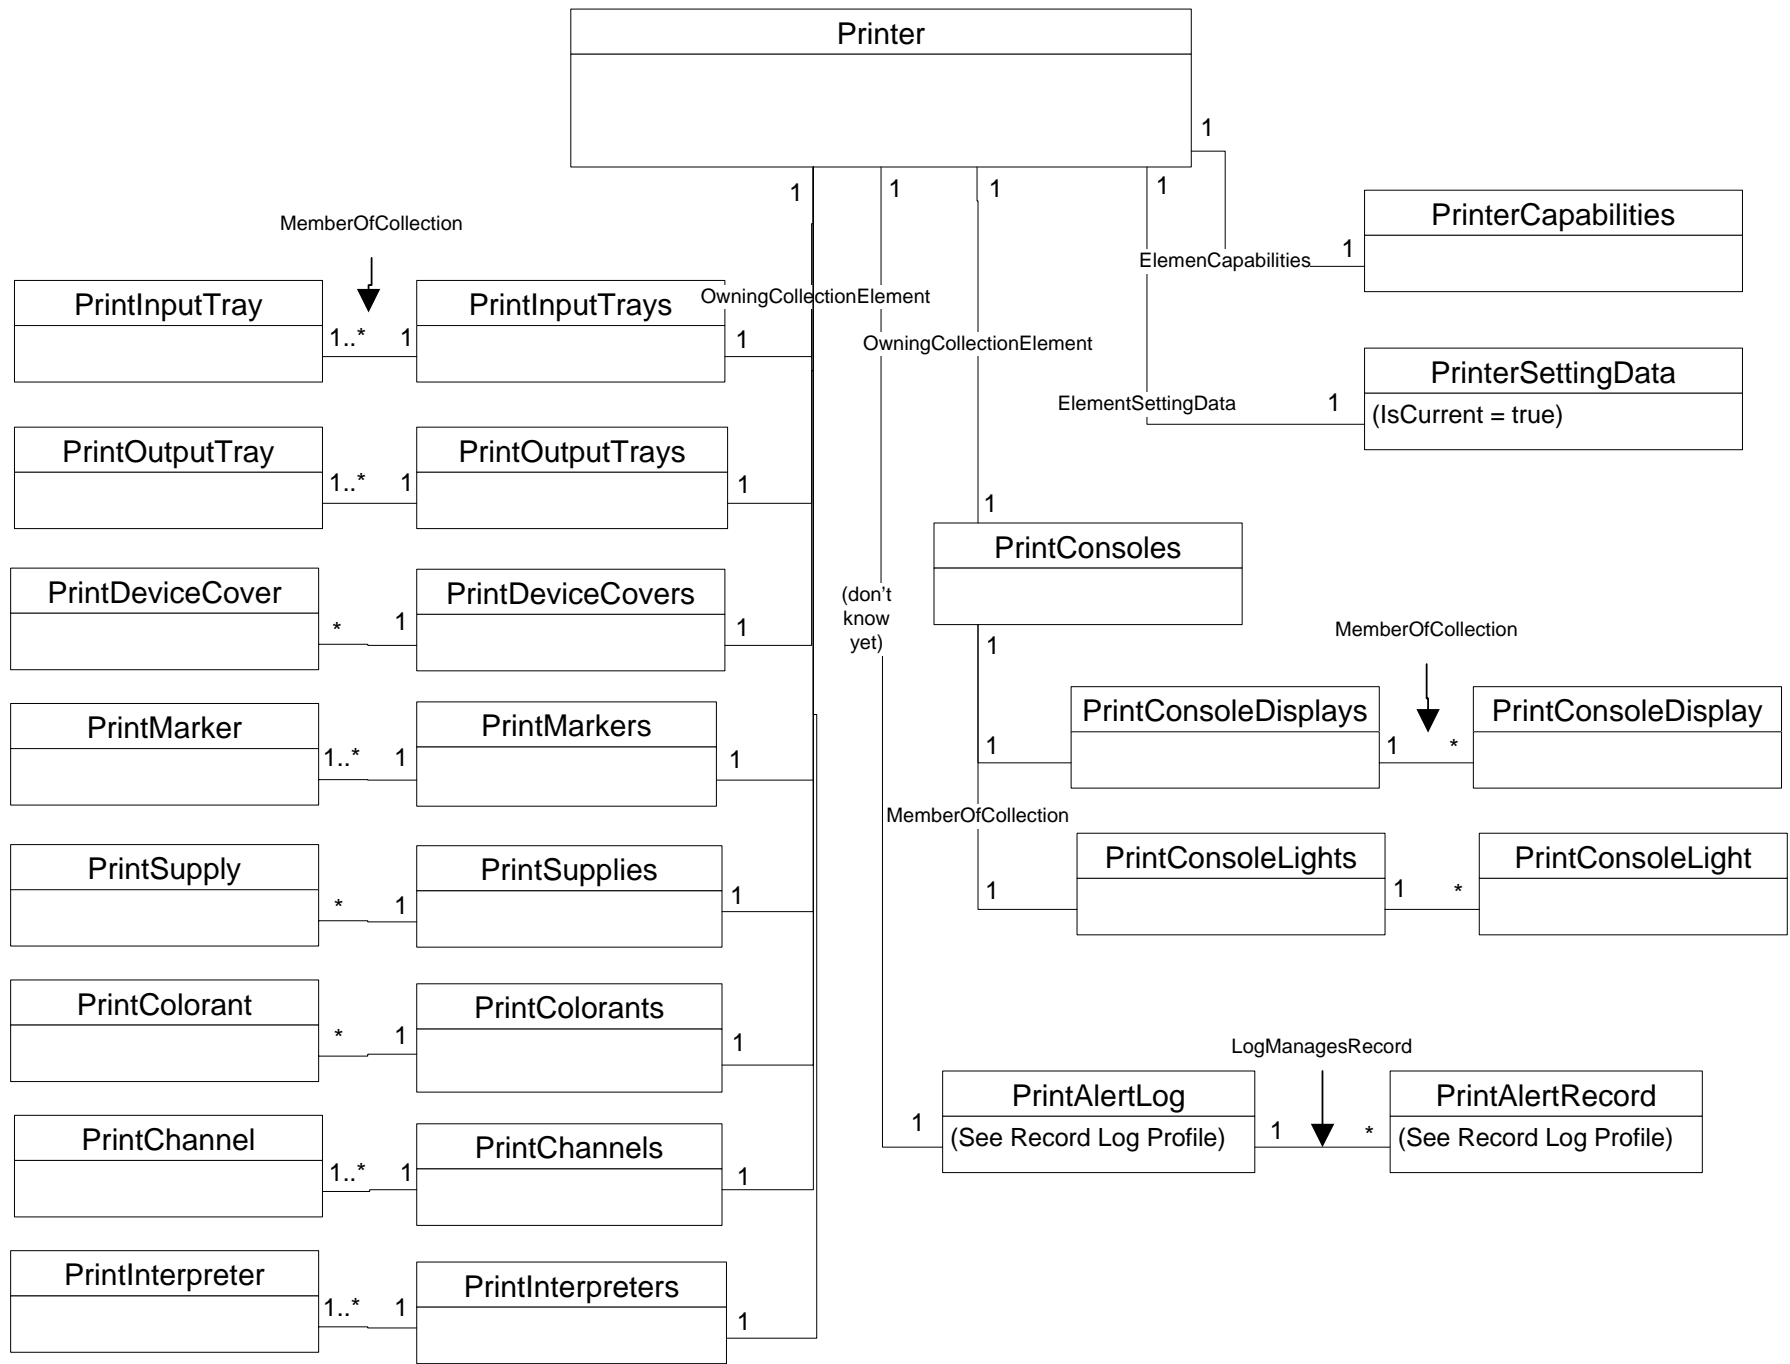 Printer
1
1
1
1
1
MemberOfCollection
PrinterCapabilities
ElemenCapabilities
1
PrintInputTray
1..*
1
PrintInputTrays
1
OwningCollectionElement
OwningCollectionElement
PrinterSettingData
(IsCurrent = true)
ElementSettingData
1
PrintOutputTray
1..*
1
PrintOutputTrays
1
1
PrintConsoles
1
PrintDeviceCover
*
1
PrintDeviceCovers
1
(don't
know
yet)
MemberOfCollection
PrintMarker
1..*
1
PrintMarkers
1
1
PrintConsoleDisplays
1
*
PrintConsoleDisplay
MemberOfCollection
PrintSupply
*
1
PrintSupplies
1
1
PrintConsoleLights
1
*
PrintConsoleLight
PrintColorant
*
1
PrintColorants
1
LogManagesRecord
1
PrintAlertLog
(See Record Log Profile)
1
*
PrintAlertRecord
(See Record Log Profile)
PrintChannel
1..*
1
PrintChannels
1
PrintInterpreter
1..*
1
PrintInterpreters
1